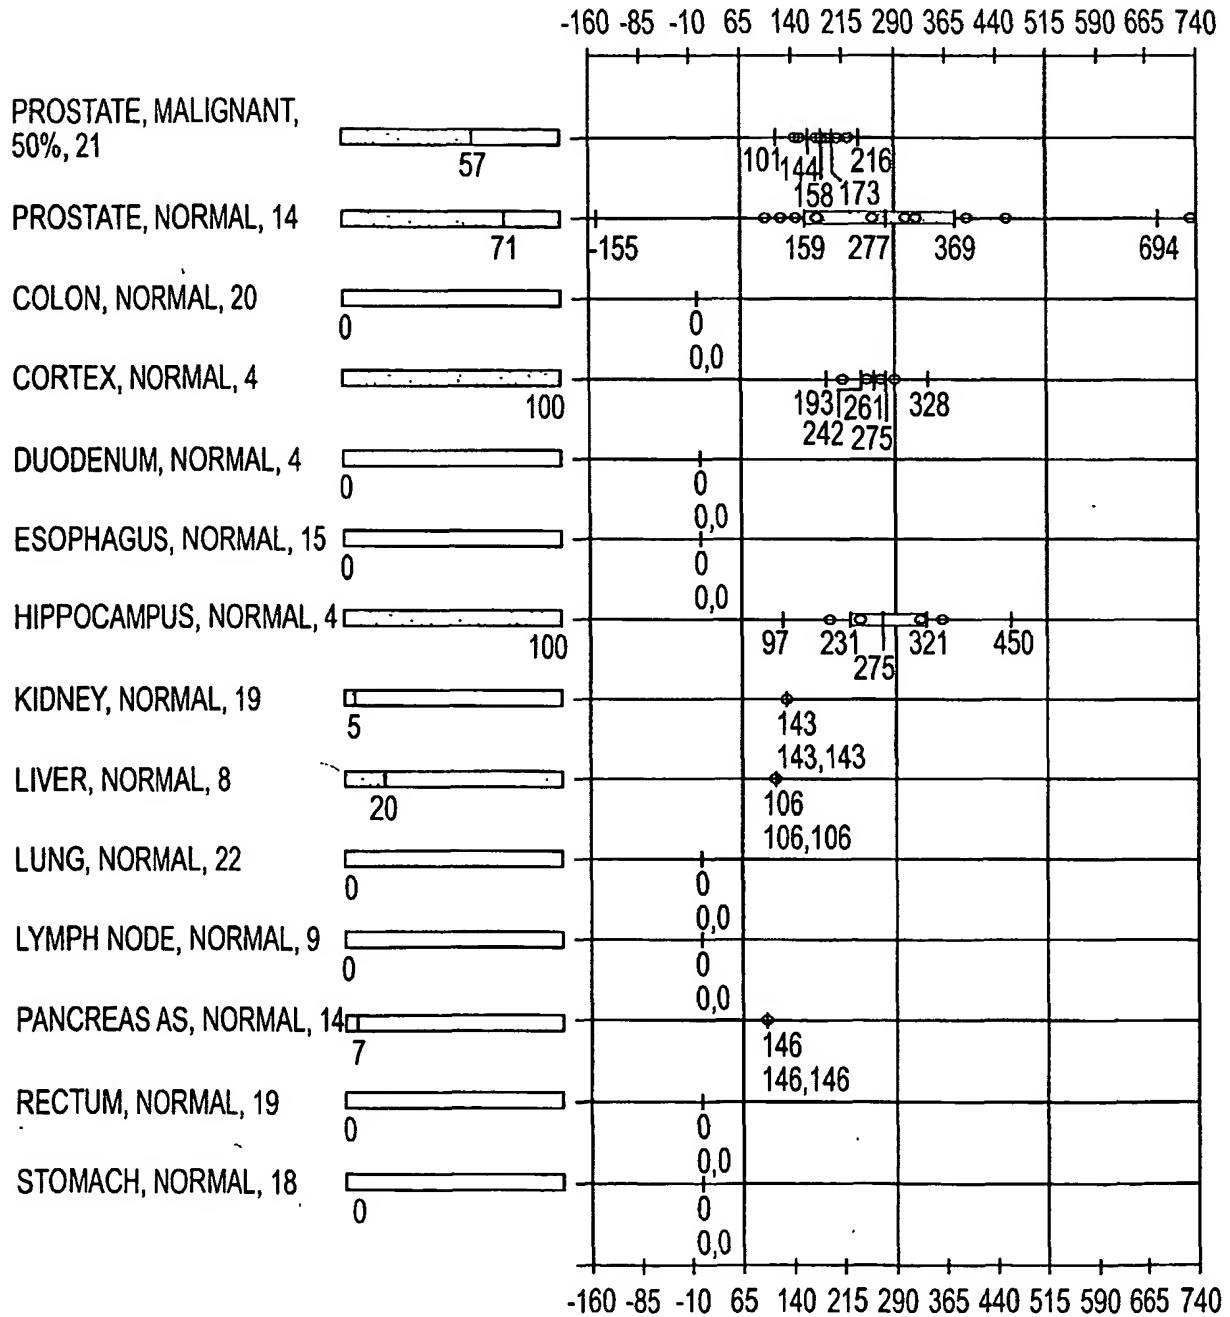 -160 -85 -10 65 140 215 290 365 440 515 590 665 740
PROSTATE, MALIGNANT,
50%, 21
57
101 144 158 173 216
PROSTATE, NORMAL, 14
71
-155 159 277 369 694
COLON, NORMAL, 20
0
0
0,0
CORTEX, NORMAL, 4
100
193 261 328
242 275
DUODENUM, NORMAL, 4
0
0
0,0
ESOPHAGUS, NORMAL, 15
0
0
0,0
HIPPOCAMPUS, NORMAL, 4
100
97 231 321 450
275
KIDNEY, NORMAL, 19
5
143
143,143
LIVER, NORMAL, 8
20
106
106,106
LUNG, NORMAL, 22
0
0
0,0
LYMPH NODE, NORMAL, 9
0
0
0,0
PANCREAS AS, NORMAL, 14
7
146
146,146
RECTUM, NORMAL, 19
0
0
0,0
STOMACH, NORMAL, 18
0
0
0,0
-160 -85 -10 65 140 215 290 365 440 515 590 665 740